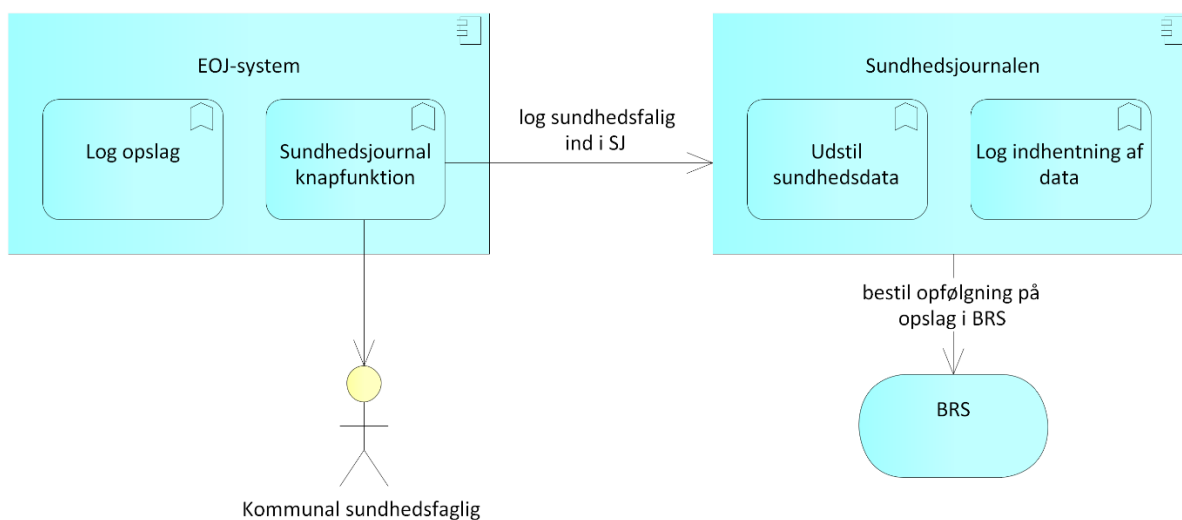 EOJ-system
Log opslag
Sundhedsjournal
knapfunktion
log sundhedsfalig
ind i SJ
Sundhedsjournalen
Udstil
sundhedsdata
Log indhentning af
data
bestil opfølgning på
opslag i BRS
BRS
Kommunal sundhedsfaglig